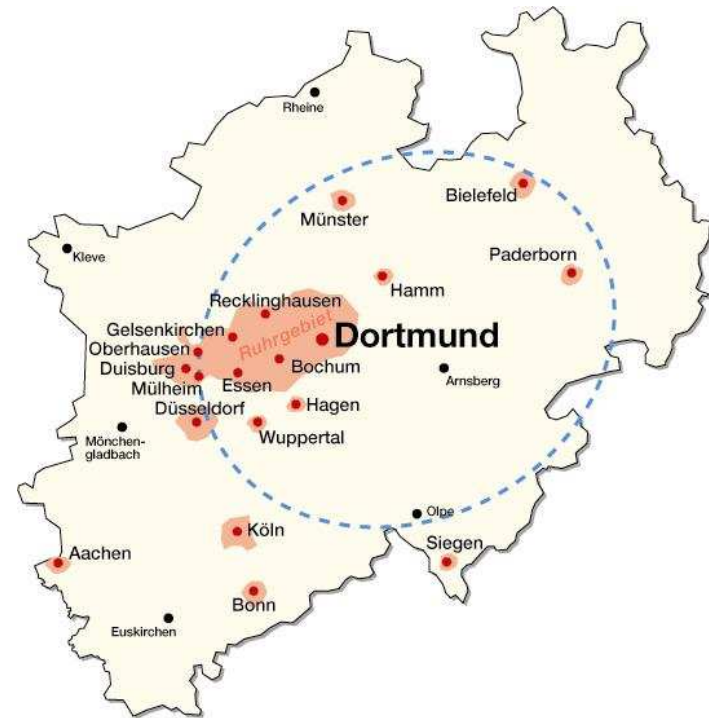 Rheine
Bielefeld
Münster
Kleve
Paderborn
Hamm
Recklinghausen
Gelsenkirchen
Ruhrgebiet
Dortmund
Oberhausen
Duisburg
Bochum
Mülheim
Essen
Arnsberg
Düsseldorf
Hagen
Mönchen-
gladbach
Wuppertal
Olpe
Köln
Siegen
Aachen
Bonn
Euskirchen